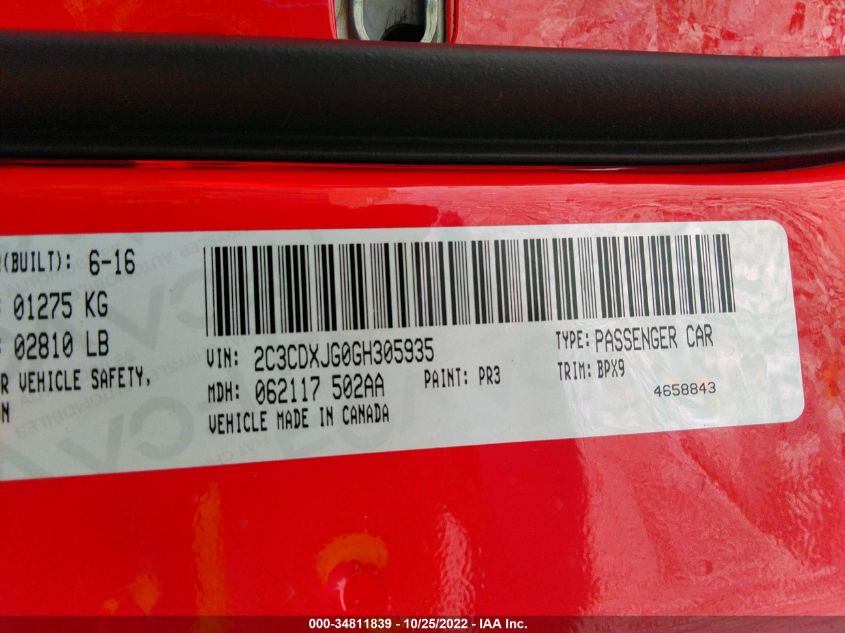 (BUILT): 6-16
01275 KG
02810 LB
R VEHICLE SAFETY,
VIN: 2C3CDXJG0GH305935
TYPE: PASSENGER CAR
MDH: 062117 502AA
PAINT: PR3
TRIM: BPX9
4658843
VEHICLE MADE IN CANADA
000-34811839 - 10/25/2022 - IAA Inc.